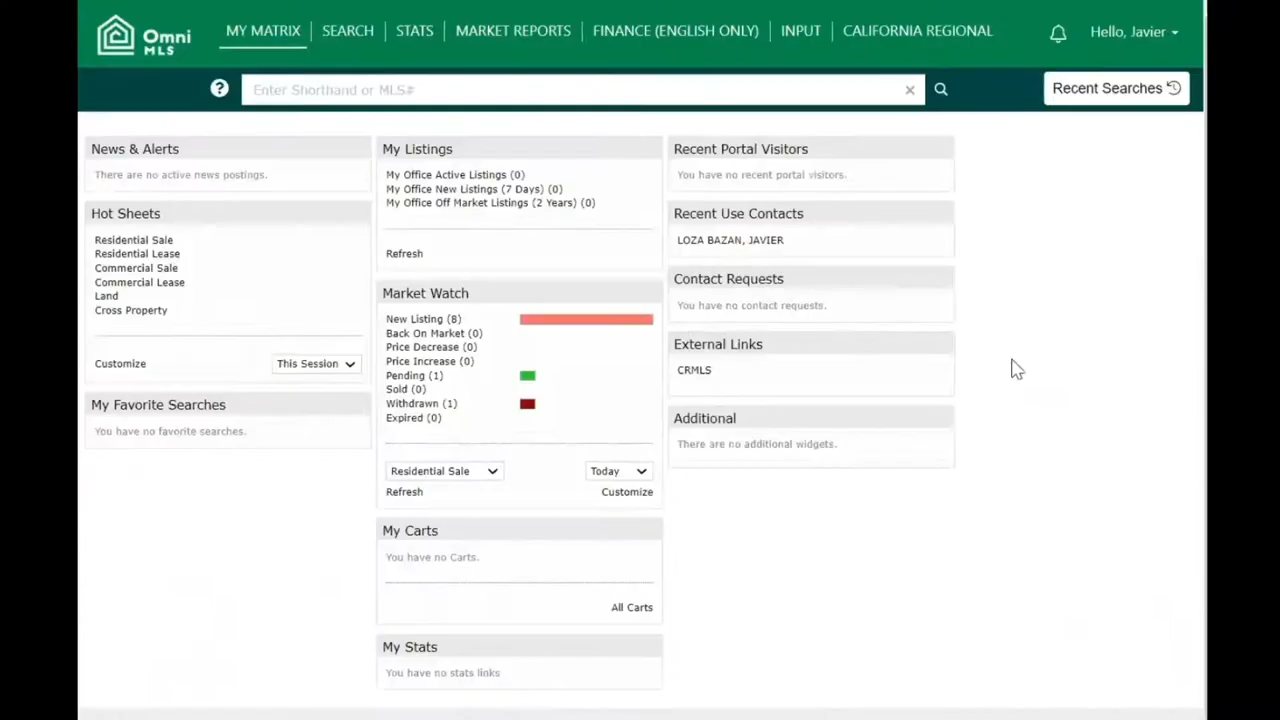 Omni
MLS
MY MATRIX
SEARCH
STATS
MARKET REPORTS
FINANCE (ENGLISH ONLY)
INPUT
CALIFORNIA REGIONAL
Hello, Javier
?
Enter Shorthand or MLS#
Recent Searches
News & Alerts
There are no active news postings.
Hot Sheets
Residential Sale
Residential Lease
Commercial Sale
Commercial Lease
Land
Cross Property
Customize
This Session
My Favorite Searches
You have no favorite searches.
My Listings
My Office Active Listings (0)
My Office New Listings (7 Days) (0)
My Office Off Market Listings (2 Years) (0)
Refresh
Market Watch
New Listing (8)
Back On Market (0)
Price Decrease (0)
Price Increase (0)
Pending (1)
Sold (0)
Withdrawn (1)
Expired (0)
Residential Sale
Today
Refresh
Customize
My Carts
You have no Carts.
All Carts
My Stats
You have no stats links
Recent Portal Visitors
You have no recent portal visitors.
Recent Use Contacts
LOZA BAZAN, JAVIER
Contact Requests
You have no contact requests.
External Links
CRMLS
Additional
There are no additional widgets.